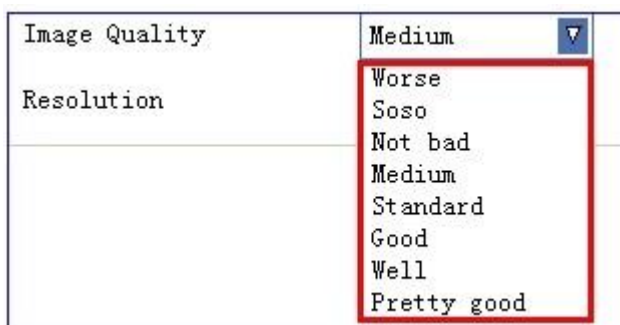 Image Quality
Medium
Resolution
Worse
Soso
Not bad
Medium
Standard
Good
Well
Pretty good